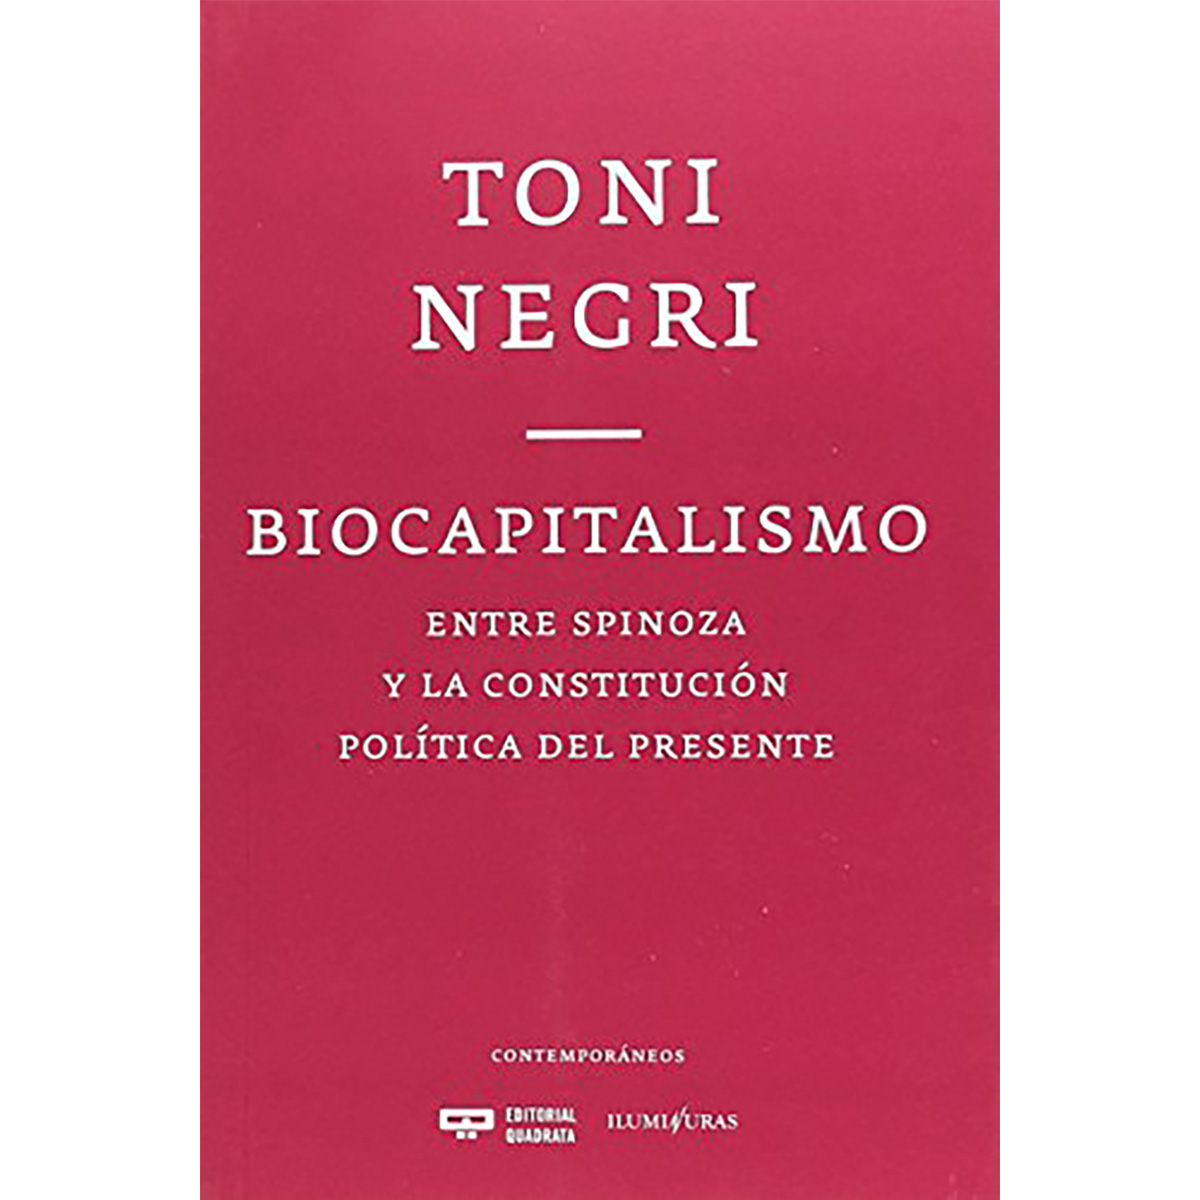 TONI
NEGRI
BIOCAPITALISMO
ENTRE SPINOZA
Y LA CONSTITUCIÓN
POLÍTICA DEL PRESENTE
CONTEMPORÁNEOS
EDITORIAL
QUADRATA
ILUMINURAS